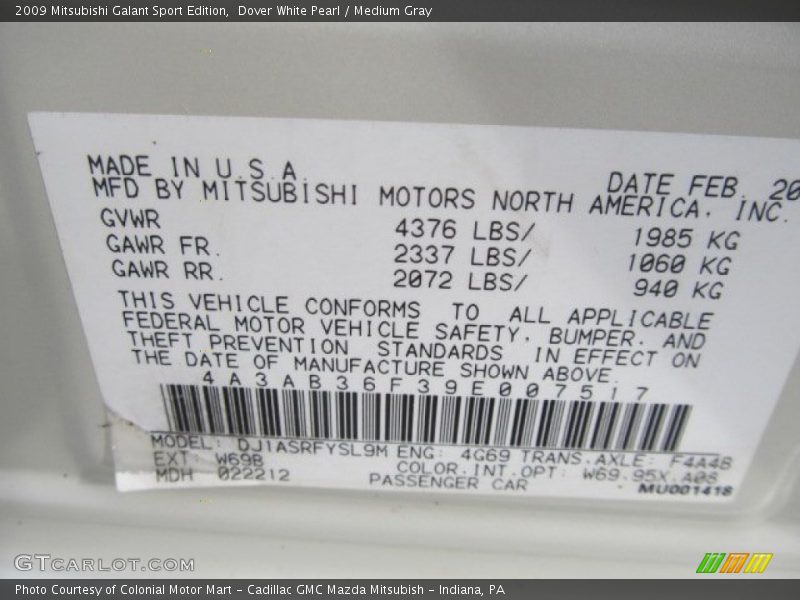 2009 Mitsubishi Galant Sport Edition,  Dover White Pearl / Medium Gray
MADE IN U.S.A.
DATE FEB. 20
MFD BY MITSUBISHI MOTORS NORTH AMERICA, INC.
GVWR 4376 LBS/ 1985 KG
GAWR FR. 2337 LBS/ 1060 KG
GAWR RR. 2072 LBS/ 940 KG
THIS VEHICLE CONFORMS TO ALL APPLICABLE
FEDERAL MOTOR VEHICLE SAFETY, BUMPER, AND
THEFT PREVENTION STANDARDS IN EFFECT ON
THE DATE OF MANUFACTURE SHOWN ABOVE.
4A3AB36F39E007517
MODEL: DJ1ASRFYSL9M ENG: 4G69 TRANS.AXLE: F4A4B
EXT: W69B COLOR.INT.OPT: W69.95X.A08
MDH 022212 PASSENGER CAR MU001418
GTCARLOT.COM
Photo Courtesy of Colonial Motor Mart - Cadillac GMC Mazda Mitsubish - Indiana, PA